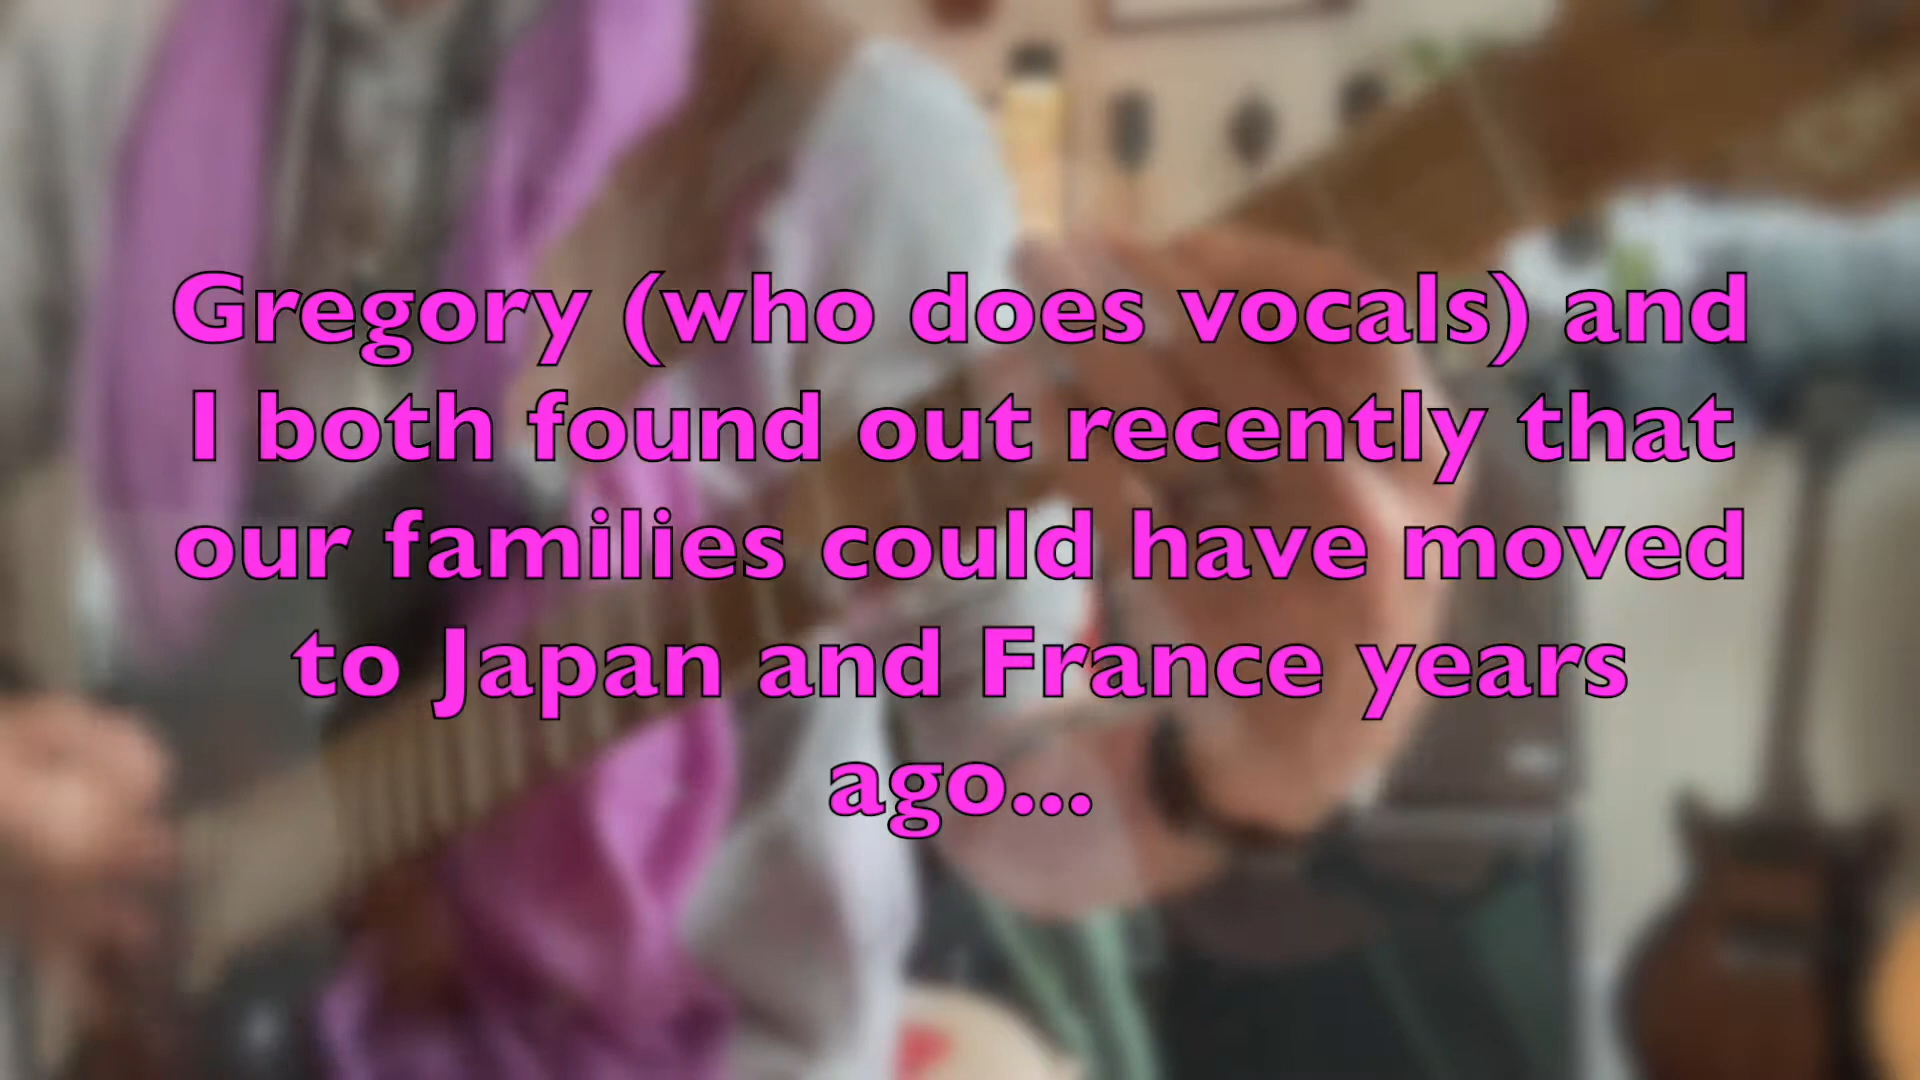 Gregory (who does vocals) and
I both found out recently that
our families could have moved
to Japan and France years
ago...